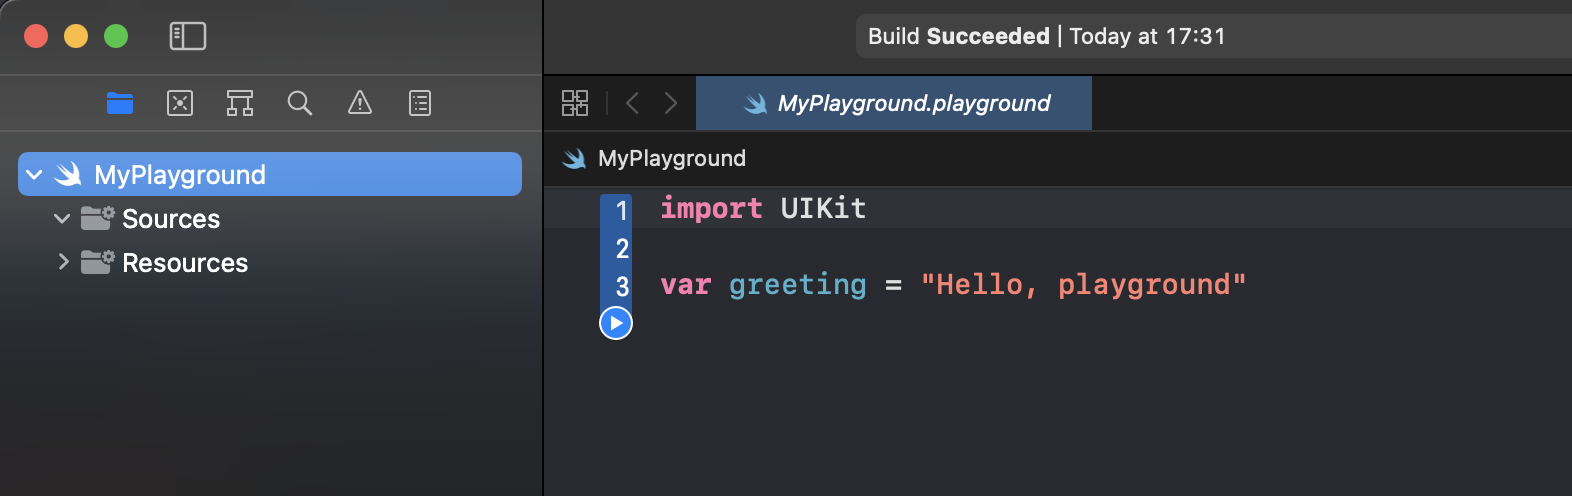 Build Succeeded | Today at 17:31
MyPlayground.playground
MyPlayground
Sources
Resources
MyPlayground
1 import UIKit
2
3 var greeting = "Hello, playground"